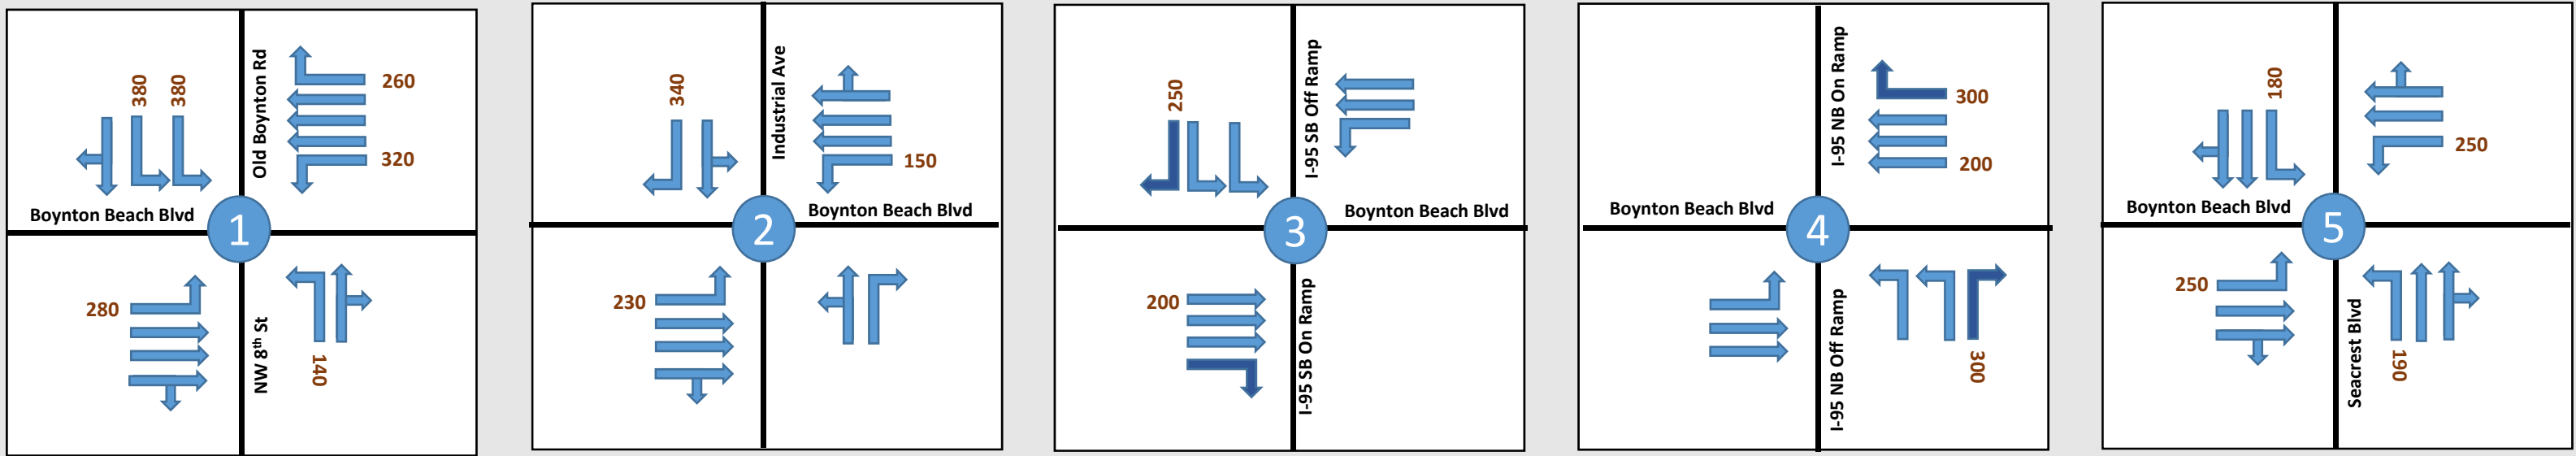 Old Boynton Rd
380
380
260
320
Boynton Beach Blvd
1
280
NW 8th St
140
Industrial Ave
340
150
Boynton Beach Blvd
2
230
I-95 SB Off Ramp
250
Boynton Beach Blvd
3
200
I-95 SB On Ramp
I-95 NB On Ramp
300
200
Boynton Beach Blvd
4
I-95 NB Off Ramp
300
180
250
Boynton Beach Blvd
5
250
Seacrest Blvd
190